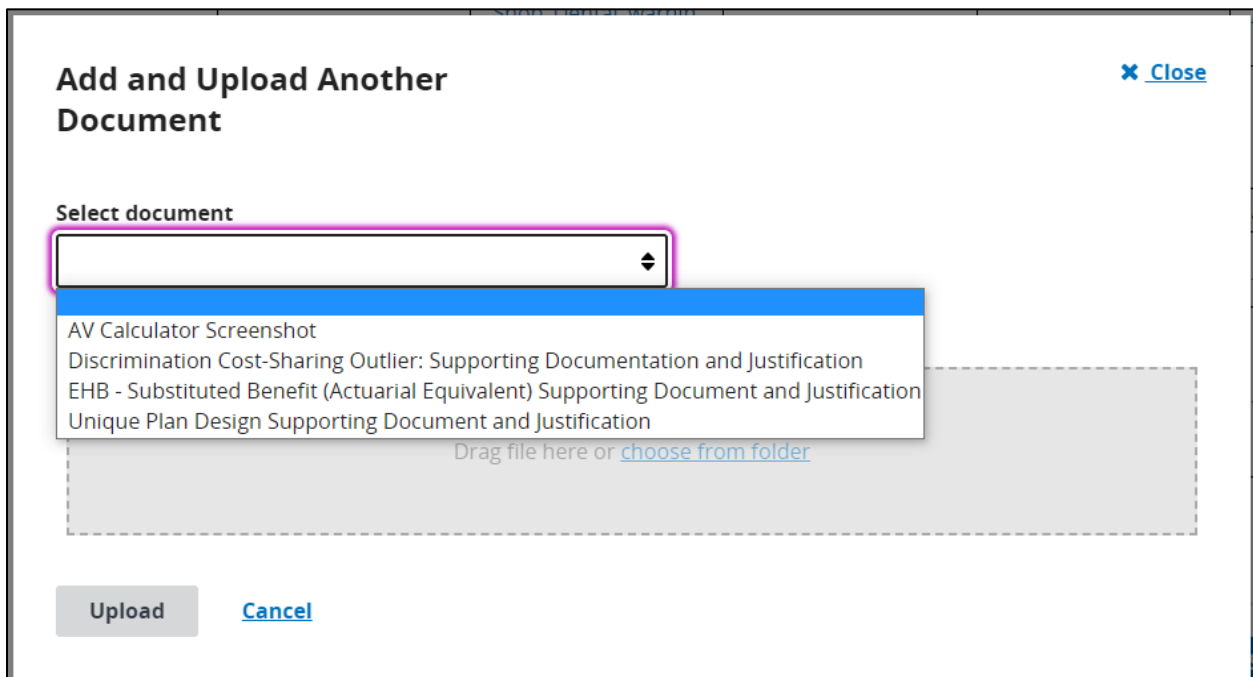 Add and Upload Another
Document
Close
Select document
AV Calculator Screenshot
Discrimination Cost-Sharing Outlier: Supporting Documentation and Justification
EHB - Substituted Benefit (Actuarial Equivalent) Supporting Document and Justification
Unique Plan Design Supporting Document and Justification
Drag file here or choose from folder
Upload Cancel